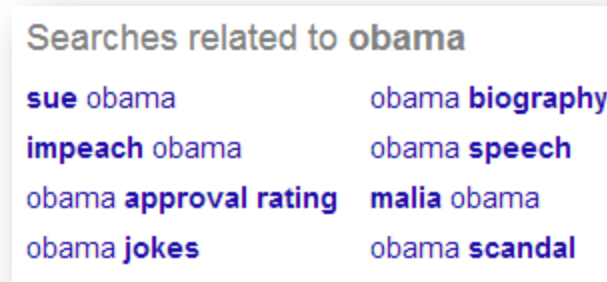 Searches related to obama
sue obama
obama biography
impeach obama
obama speech
obama approval rating
malia obama
obama jokes
obama scandal